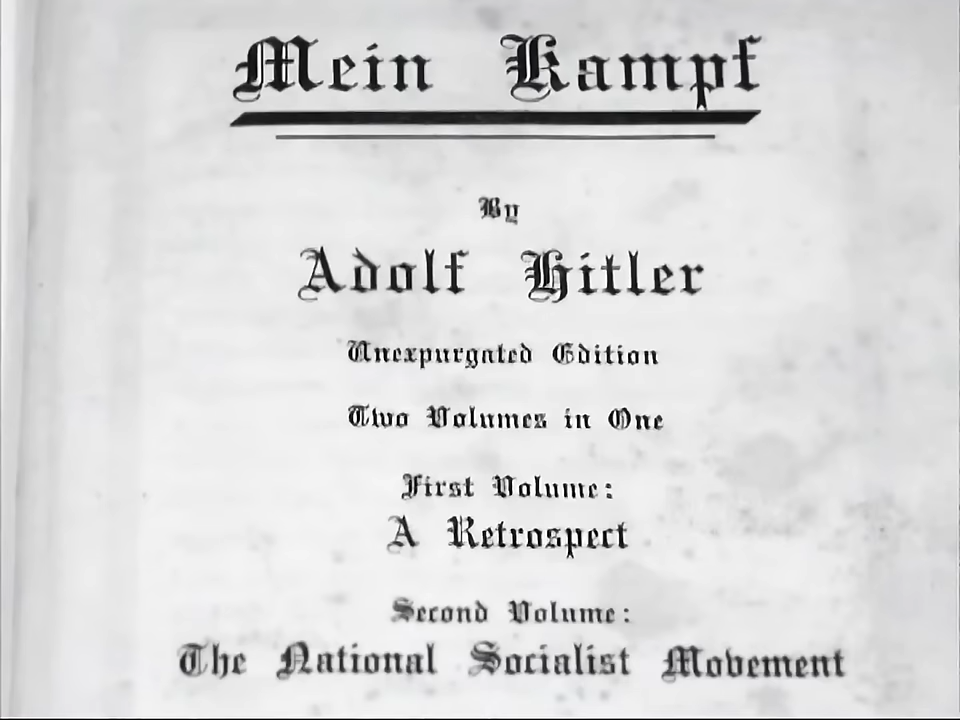 Mein Kampf
By
Adolf Hitler
Unexpurgated Edition
Two Volumes in One
First Volume:
A Retrospect
Second Volume:
The National Socialist Movement